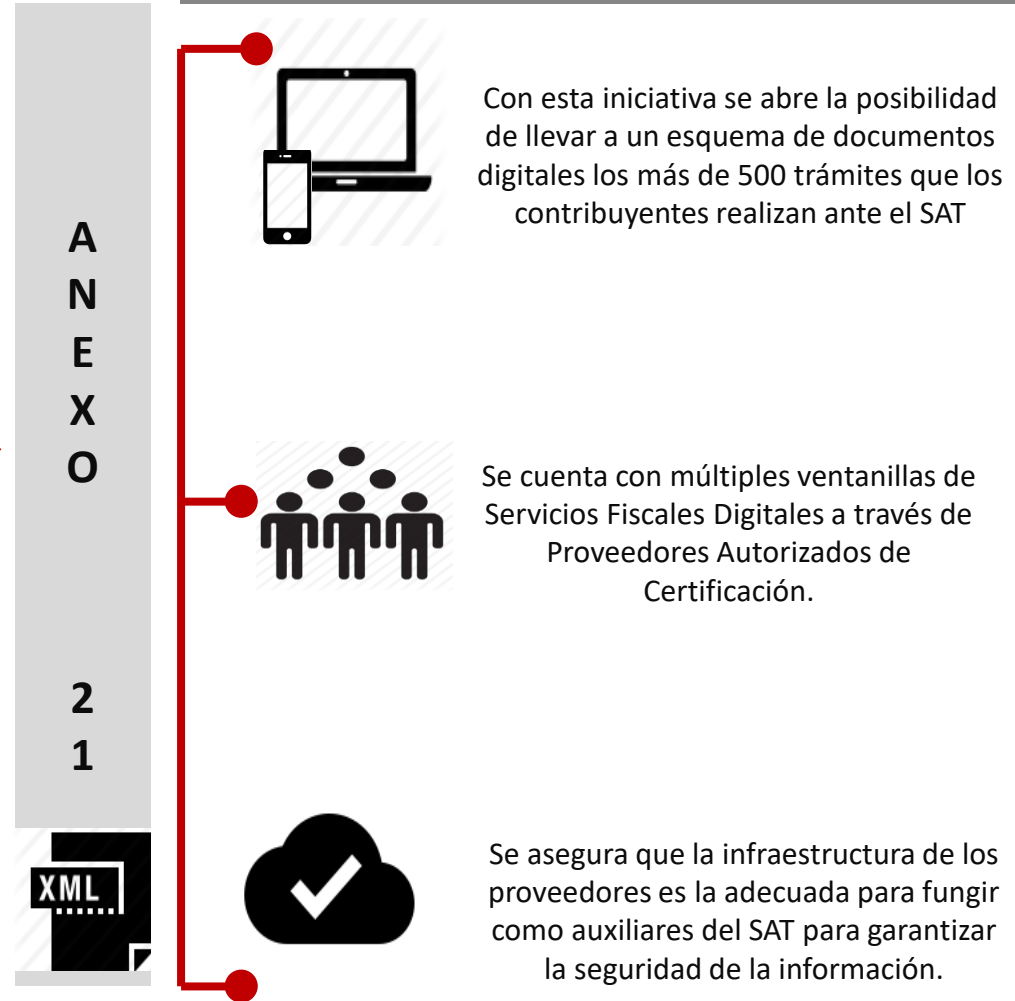 A
N
E
X
O
2
1
XML
Con esta iniciativa se abre la posibilidad
de llevar a un esquema de documentos
digitales los más de 500 trámites que los
contribuyentes realizan ante el SAT
Se cuenta con múltiples ventanillas de
Servicios Fiscales Digitales a través de
Proveedores Autorizados de
Certificación.
Se asegura que la infraestructura de los
proveedores es la adecuada para fungir
como auxiliares del SAT para garantizar
la seguridad de la información.